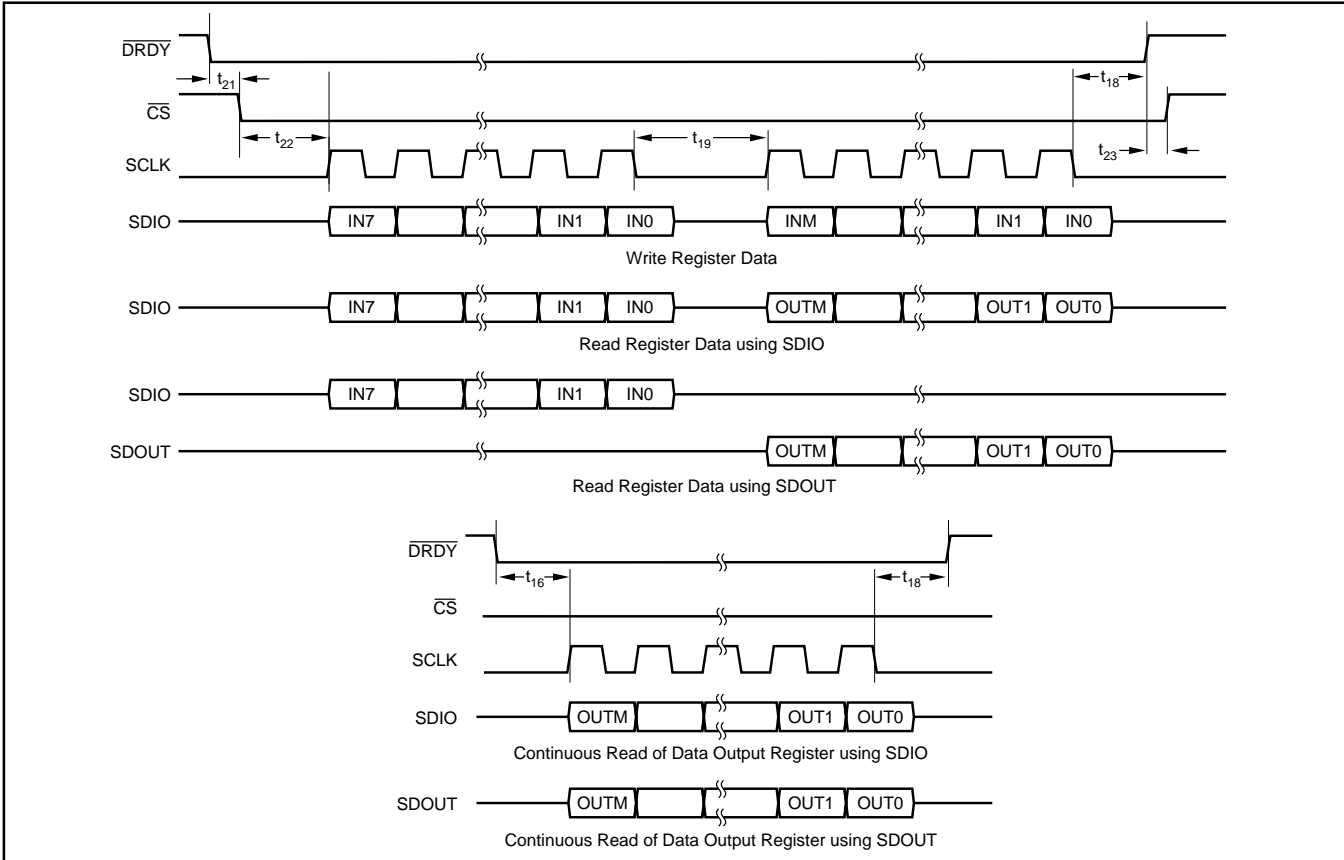 DRDY
t21
t18
CS
t22
t19
t23
SCLK
SDIO IN7 IN1 IN0 INM IN1 IN0
Write Register Data
SDIO IN7 IN1 IN0 OUTM OUT1 OUT0
Read Register Data using SDIO
SDIO IN7 IN1 IN0
SDOUT OUTM OUT1 OUT0
Read Register Data using SDOUT
DRDY
t16 t18
CS
SCLK
SDIO OUTM OUT1 OUT0
Continuous Read of Data Output Register using SDIO
SDOUT OUTM OUT1 OUT0
Continuous Read of Data Output Register using SDOUT